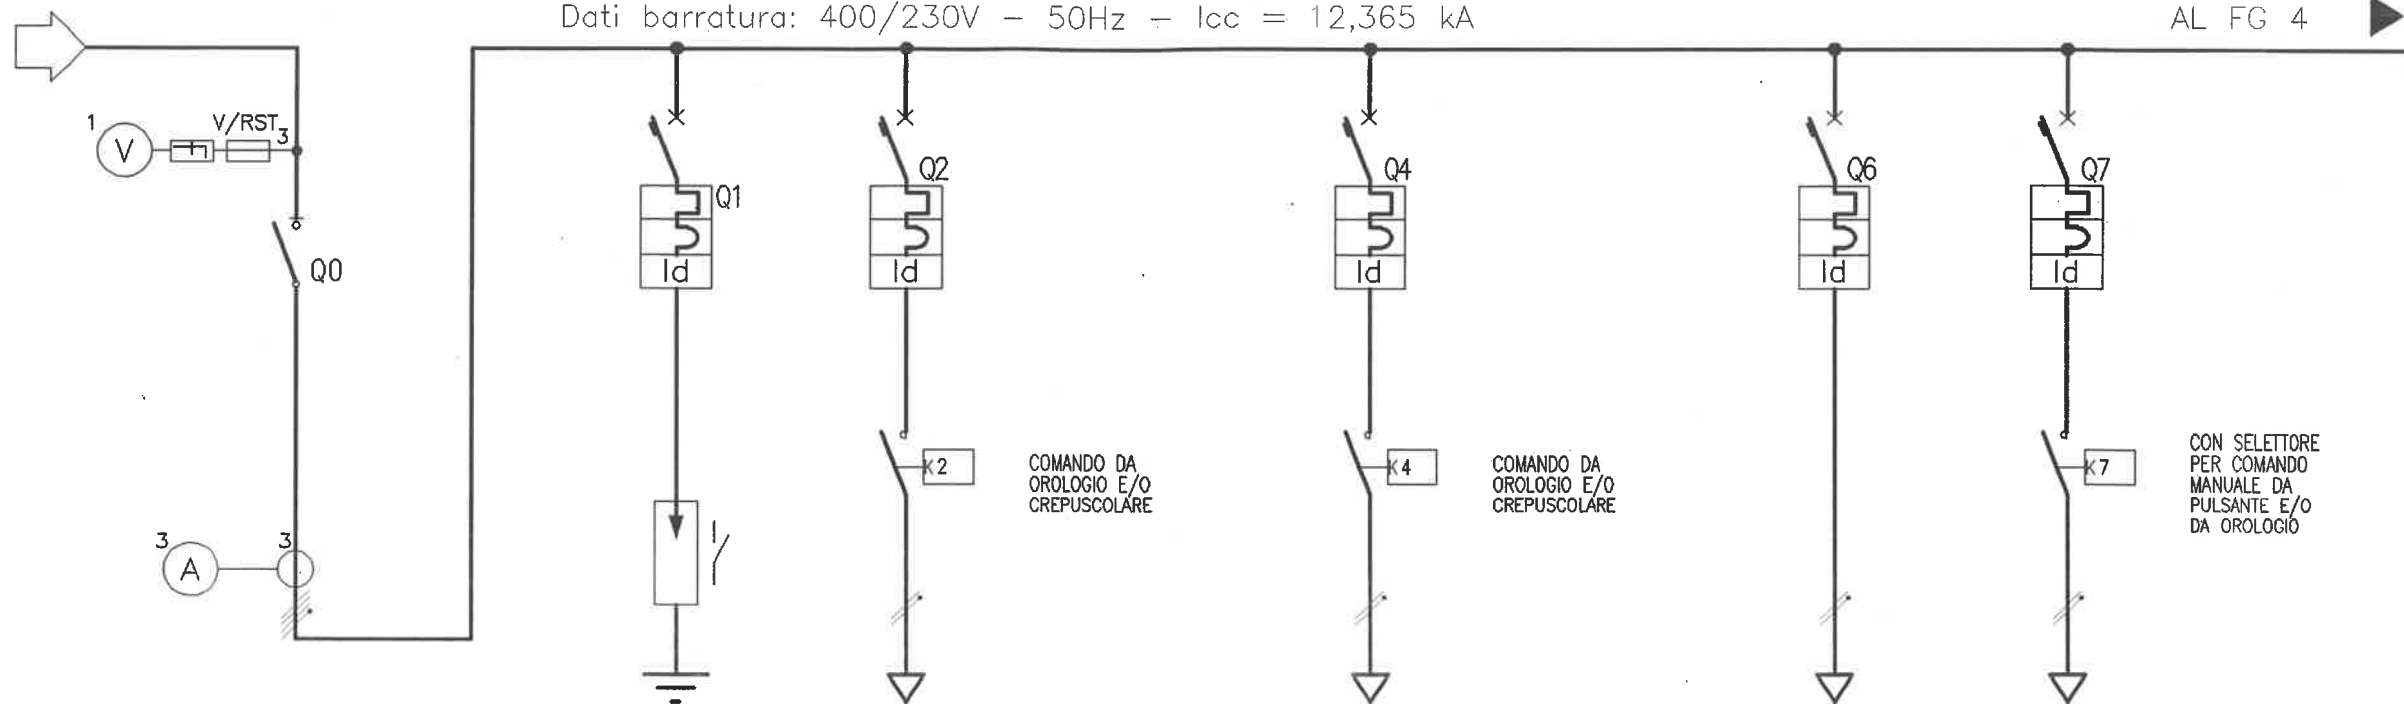 Dati barratura: 400/230V - 50Hz - Icc = 12,365 kA
AL FG 4
1
V
V/RST
3
Q0
Q1
Id
Q2
Id
Q4
Id
Q6
Id
Q7
Id
K2
COMANDO DA
OROLOGIO E/O
CREPUSCOLARE
K4
COMANDO DA
OROLOGIO E/O
CREPUSCOLARE
K7
CON SELETTORE
PER COMANDO
MANUALE DA
PULSANTE E/O
DA OROLOGIO
3
A
3